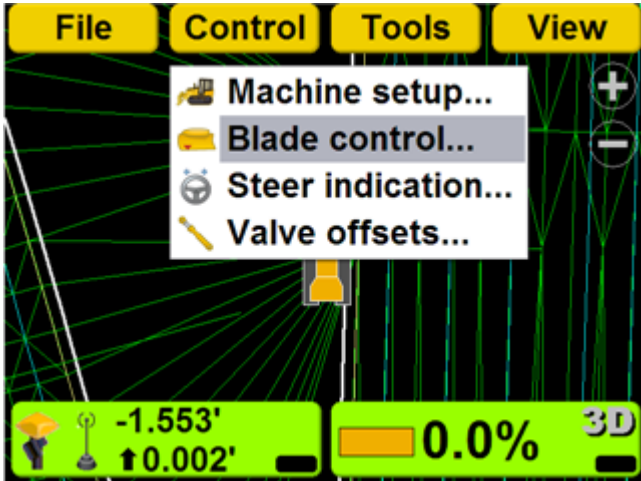 File Control Tools View
Machine setup...
Blade control...
Steer indication...
Valve offsets...
-1.553'
0.002'
0.0%
3D